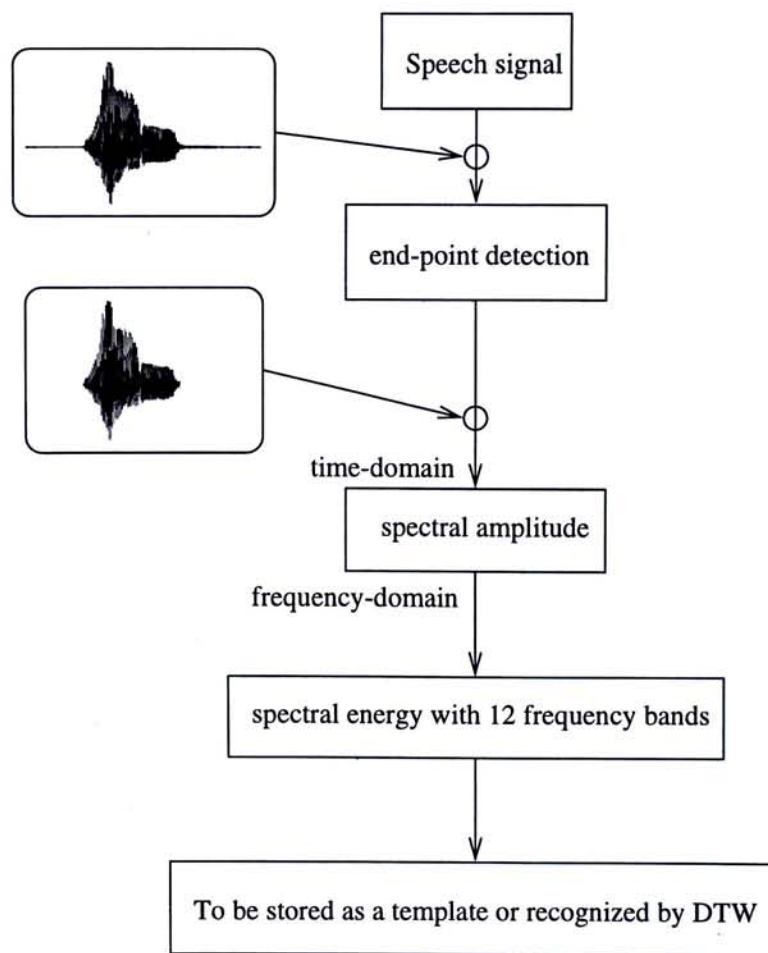 Speech signal
end-point detection
time-domain
spectral amplitude
frequency-domain
spectral energy with 12 frequency bands
To be stored as a template or recognized by DTW